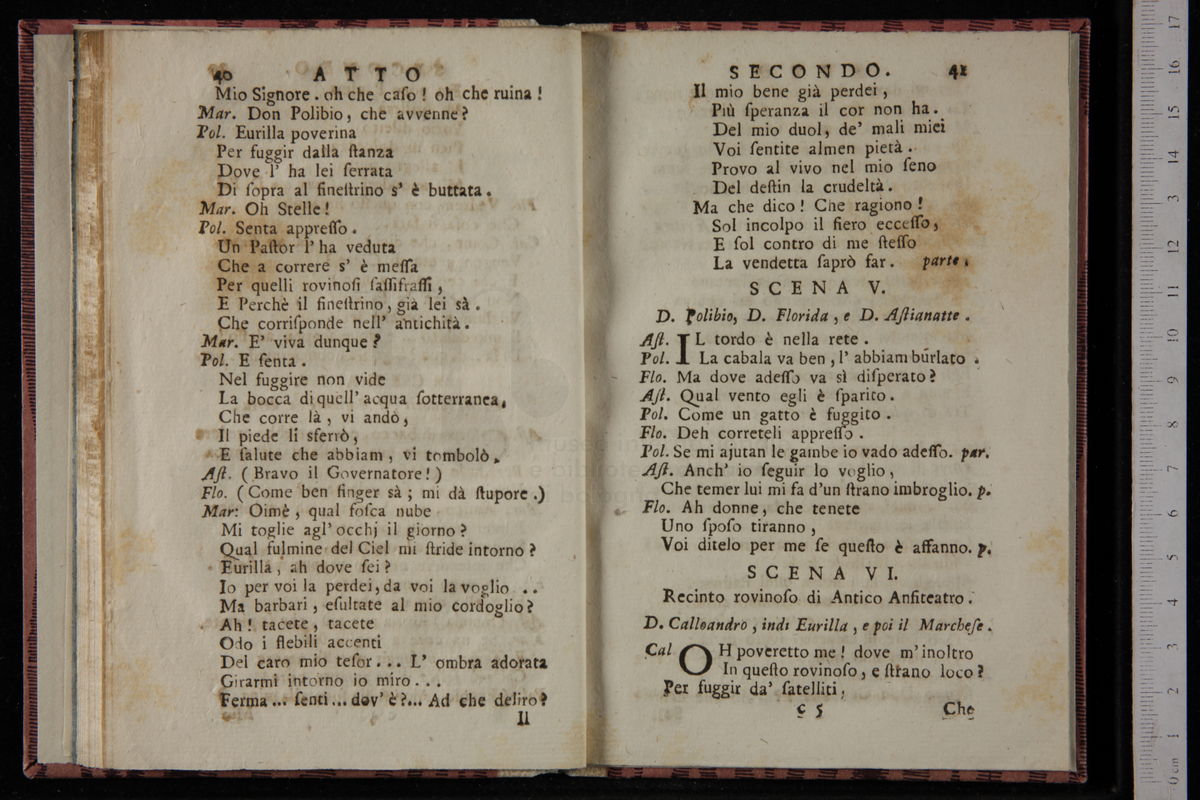 40 ATTO
Mio Signore . oh che caſo ! oh che ruina !
Mar. Don Polibio, che avvenne?
Pol. Eurilla poverina
Per fuggir dalla ſtanza
Dove l' ha lei ſerrata
Di ſopra al fineſtrino s' è buttata.
Mar. Oh Stelle!
Pol. Senta appreſſo.
Un Paſtor l' ha veduta
Che a correre s' è meſſa
Per quelli rovinoſi ſaſſifraſſi,
E Perchè il fineſtrino, già lei sà.
Che corriſponde nell' antichità.
Mar. E' viva dunque?
Pol. E ſenta.
Nel fuggire non vide
La bocca di quell' acqua ſotterranea,
Che corre là, vi andò,
Il piede li sferrò,
E ſalute che abbiam, vi tombolò.
Aſt. (Bravo il Governatore!)
Flo. (Come ben finger sà; mi dà ſtupore.)
Mar: Oimè, qual foſca nube
Mi toglie agl' occhj il giorno?
Qual fulmine del Ciel mi ſtride intorno?
Eurilla, ah dove ſei?
Io per voi la perdei, da voi la voglio ..
Ma barbari, eſultate al mio cordoglio?
Ah! tacete, tacete
Odo i flebili accenti
Del caro mio teſor... L' ombra adorata
Girarmi intorno io miro...
Ferma... ſenti... dov' è?... Ad che deliro?
Il
SECONDO. 41
Il mio bene già perdei,
Più ſperanza il cor non ha.
Del mio duol, de' mali miei
Voi ſentite almen pietà.
Provo al vivo nel mio ſeno
Del deſtin la crudeltà.
Ma che dico! Che ragiono!
Sol incolpo il fiero ecceſſo,
E ſol contro di me ſteſſo
La vendetta ſaprò far. parte.
SCENA V.
D. Polibio, D. Florida, e D. Aſtianatte.
Aſt. IL tordo è nella rete.
Pol. La cabala va ben, l' abbiam burlato.
Flo. Ma dove adeſſo va sì diſperato?
Aſt. Qual vento egli è ſparito.
Pol. Come un gatto è fuggito.
Flo. Deh correteli appreſſo.
Pol. Se mi ajutan le gambe io vado adeſſo. par.
Aſt. Anch' io ſeguir lo voglio,
Che temer lui mi fa d'un ſtrano imbroglio. p.
Flo. Ah donne, che tenete
Uno ſpoſo tiranno,
Voi ditelo per me ſe queſto è affanno. p.
SCENA VI.
Recinto rovinoſo di Antico Anfiteatro.
D. Calloandro, indi Eurilla, e poi il Marcheſe.
Cal OH poveretto me! dove m' inoltro
In queſto rovinoſo, e ſtrano loco?
Per fuggir da' ſatelliti,
C 5 Che